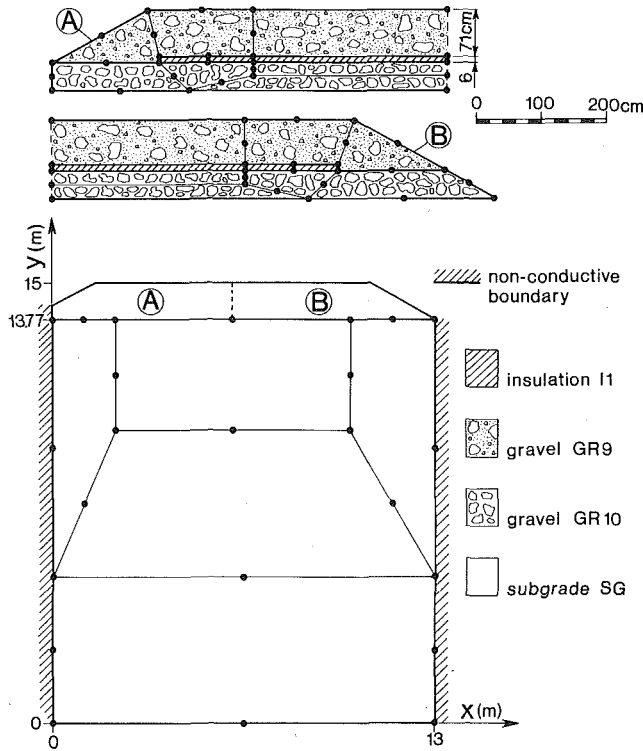 A
71cm
6
0 100 200cm
B
y (m)
15
A B
13.77
non-conductive
boundary
insulation I1
gravel GR9
gravel GR10
subgrade SG
0
X (m)
0 13